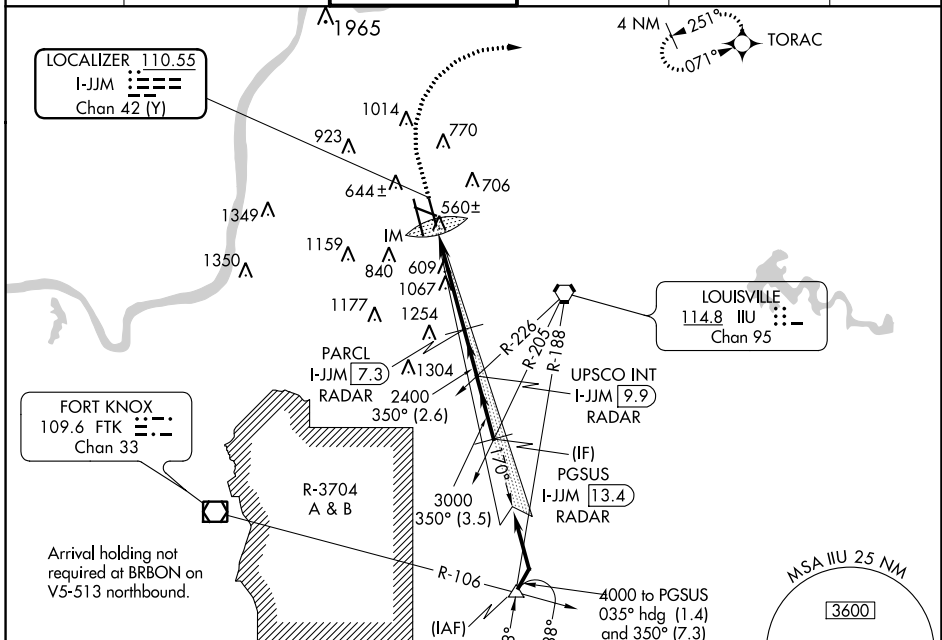 1965
4 NM
251°
071°
TORAC
LOCALIZER 110.55
I-JJM
Chan 42 (Y)
1014
923
770
644±
706
560±
IM
1349
1159
840
1350
609
1067
1177
1254
LOUISVILLE
114.8 IIU
Chan 95
R-226
R-205
R-188
PARCL
I-JJM 7.3
RADAR
1304
2400
350° (2.6)
UPSCO INT
I-JJM 9.9
RADAR
FORT KNOX
109.6 FTK
Chan 33
(IF)
PGSUS
I-JJM 13.4
RADAR
170°
3000
350° (3.5)
R-3704
A & B
Arrival holding not
required at BRBON on
V5-513 northbound.
R-106
(IAF)
4000 to PGSUS
035° hdg (1.4)
and 350° (7.3)
MSA IIU 25 NM
3600